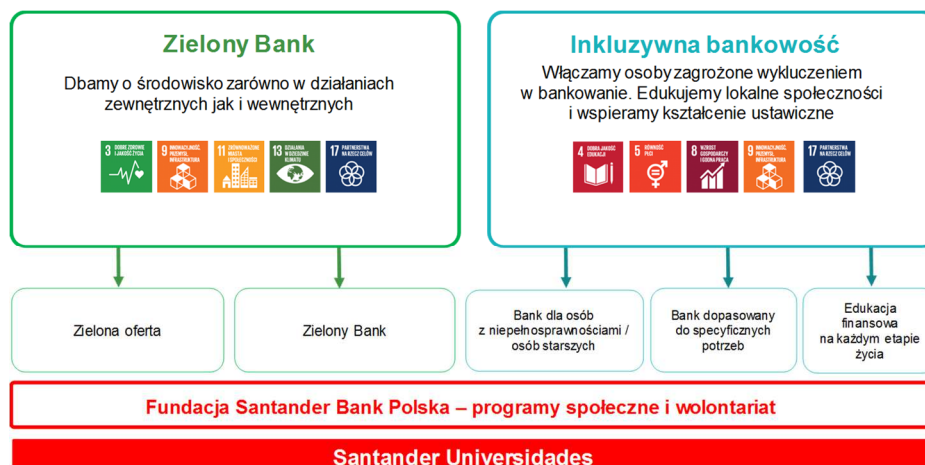 Zielony Bank
Dbamy o środowisko zarówno w działaniach
zewnętrznych jak i wewnętrznych
3 DOBRE ZDROWIE
I JAKOŚĆ ŻYCIA
9 INNOWACYJNOŚĆ,
PRZEMYSŁ,
INFRASTRUKTURA
11 ZRÓWNOWAŻONE
MIASTA
I SPOŁECZNOŚCI
13 DZIAŁANIA
W DZIEDZINIE
KLIMATU
17 PARTNERSTWA
NA RZECZ CELÓW
Inkluzywna bankowość
Włączamy osoby zagrożone wykluczeniem
w bankowanie. Edukujemy lokalne społeczności
i wspieramy kształcenie ustawiczne
4 DOBRA JAKOŚĆ
EDUKACJI
5 RÓWNOŚĆ
PŁCI
8 WZROST
GOSPODARCZY
I GODNA PRACA
9 INNOWACYJNOŚĆ,
PRZEMYSŁ,
INFRASTRUKTURA
17 PARTNERSTWA
NA RZECZ CELÓW
Zielona oferta
Zielony Bank
Bank dla osób
z niepełnosprawnościami /
osób starszych
Bank dopasowany
do specyficznych
potrzeb
Edukacja
finansowa
na każdym etapie
życia
Fundacja Santander Bank Polska – programy społeczne i wolontariat
Santander Universidades